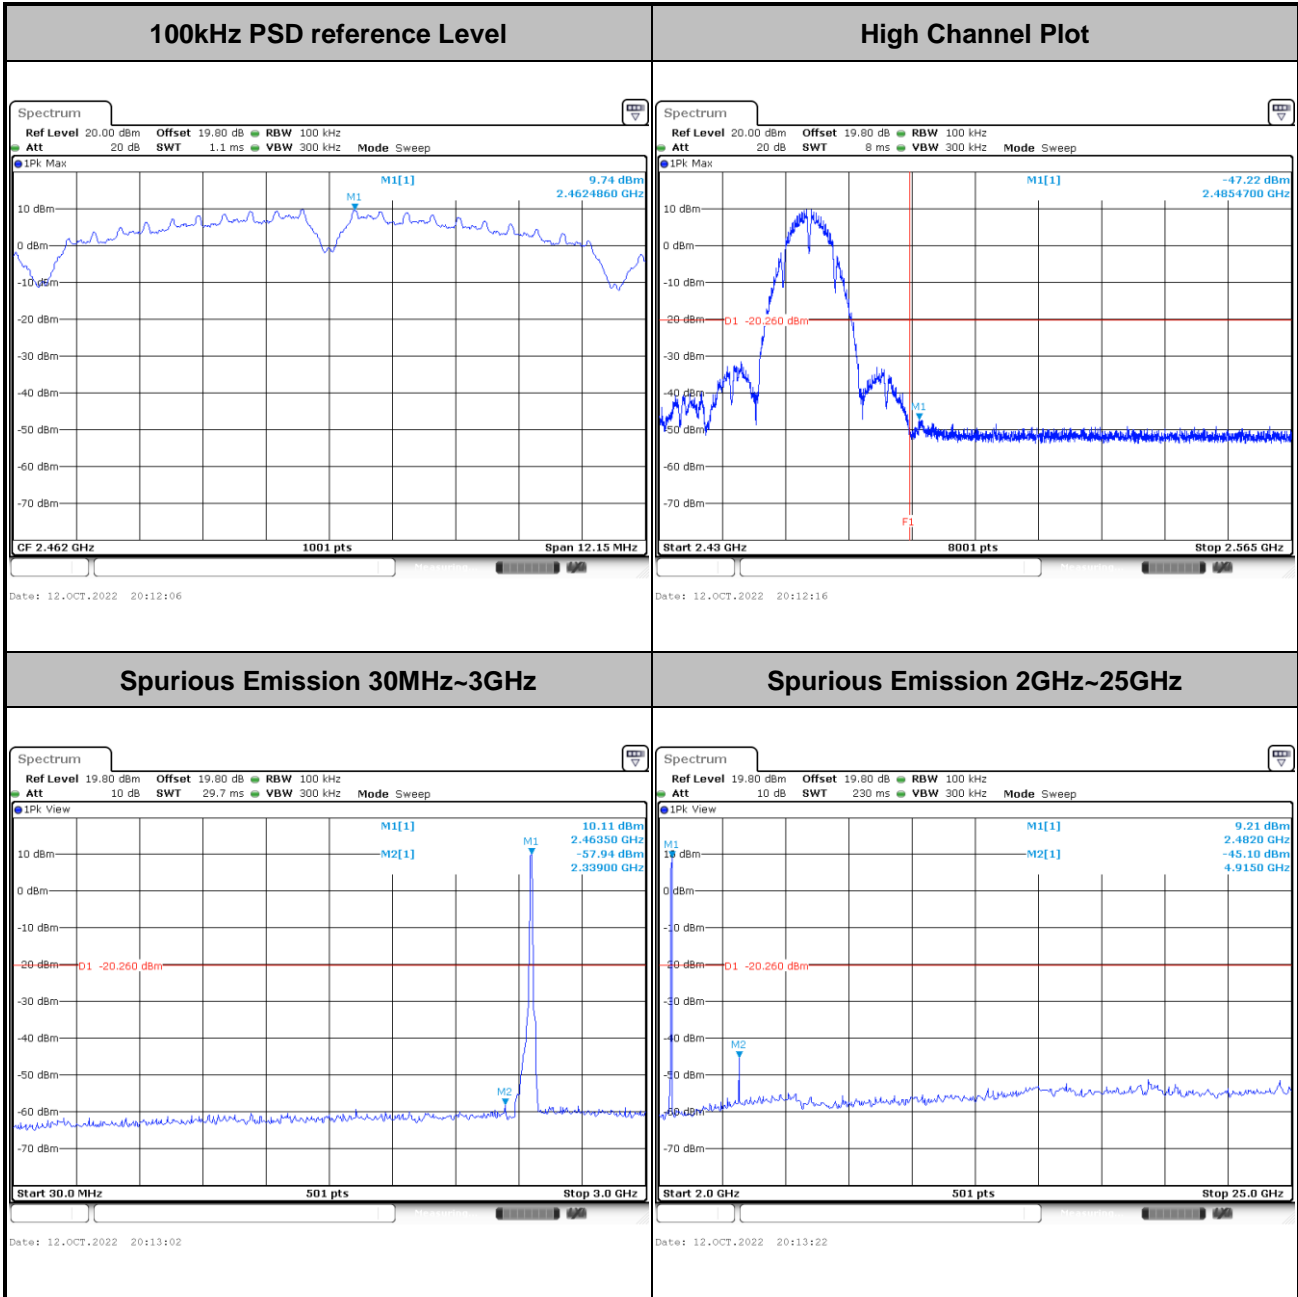 100kHz PSD reference Level
High Channel Plot
Spectrum
Ref Level 20.00 dBm Offset 19.80 dB RBW 100 kHz
Att 20 dB SWT 1.1 ms VBW 300 kHz Mode Sweep
1Pk Max
M1[1] 9.74 dBm
2.4624860 GHz
M1
10 dBm
0 dBm
-10 dBm
-20 dBm
-30 dBm
-40 dBm
-50 dBm
-60 dBm
-70 dBm
CF 2.462 GHz 1001 pts Span 12.15 MHz
Measuring
Date: 12.OCT.2022 20:12:06
Spectrum
Ref Level 20.00 dBm Offset 19.80 dB RBW 100 kHz
Att 20 dB SWT 8 ms VBW 300 kHz Mode Sweep
1Pk Max
M1[1] -47.22 dBm
2.4854700 GHz
10 dBm
0 dBm
-10 dBm
-20 dBm
D1 -20.260 dBm
-30 dBm
-40 dBm
M1
-50 dBm
-60 dBm
-70 dBm
F1
Start 2.43 GHz 8001 pts Stop 2.565 GHz
Measuring
Date: 12.OCT.2022 20:12:16
Spurious Emission 30MHz~3GHz
Spurious Emission 2GHz~25GHz
Spectrum
Ref Level 19.80 dBm Offset 19.80 dB RBW 100 kHz
Att 10 dB SWT 29.7 ms VBW 300 kHz Mode Sweep
1Pk View
M1[1] 10.11 dBm
2.46350 GHz
M2[1] -57.94 dBm
2.33900 GHz
M1
10 dBm
0 dBm
-10 dBm
-20 dBm
D1 -20.260 dBm
-30 dBm
-40 dBm
-50 dBm
M2
-60 dBm
-70 dBm
Start 30.0 MHz 501 pts Stop 3.0 GHz
Measuring
Date: 12.OCT.2022 20:13:02
Spectrum
Ref Level 19.80 dBm Offset 19.80 dB RBW 100 kHz
Att 10 dB SWT 230 ms VBW 300 kHz Mode Sweep
1Pk View
M1[1] 9.21 dBm
2.4820 GHz
M2[1] -45.10 dBm
4.9150 GHz
M1
10 dBm
0 dBm
-10 dBm
-20 dBm
D1 -20.260 dBm
-30 dBm
-40 dBm
M2
-50 dBm
-60 dBm
-70 dBm
Start 2.0 GHz 501 pts Stop 25.0 GHz
Measuring
Date: 12.OCT.2022 20:13:22